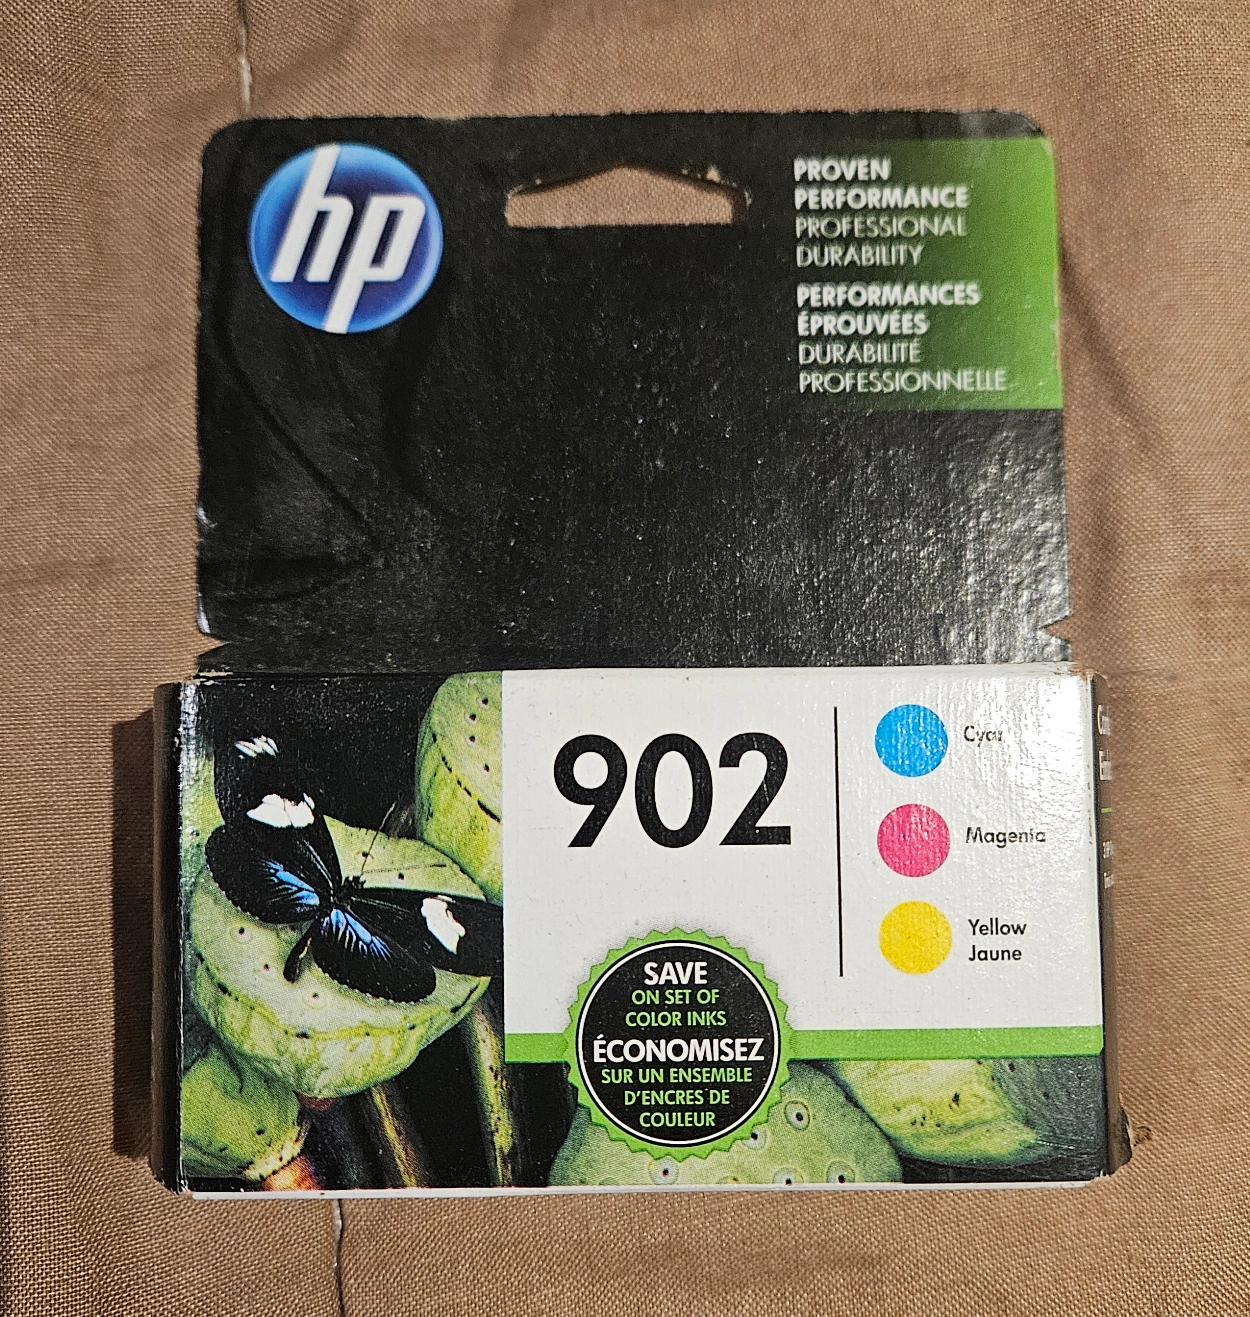 hp
PROVEN
PERFORMANCE
PROFESSIONAL
DURABILITY
PERFORMANCES
ÉPROUVÉES
DURABILITÉ
PROFESSIONNELLE
902
Cyan
Magenta
Yellow
Jaune
SAVE
ON SET OF
COLOR INKS
ÉCONOMISEZ
SUR UN ENSEMBLE
D'ENCRES DE
COULEUR